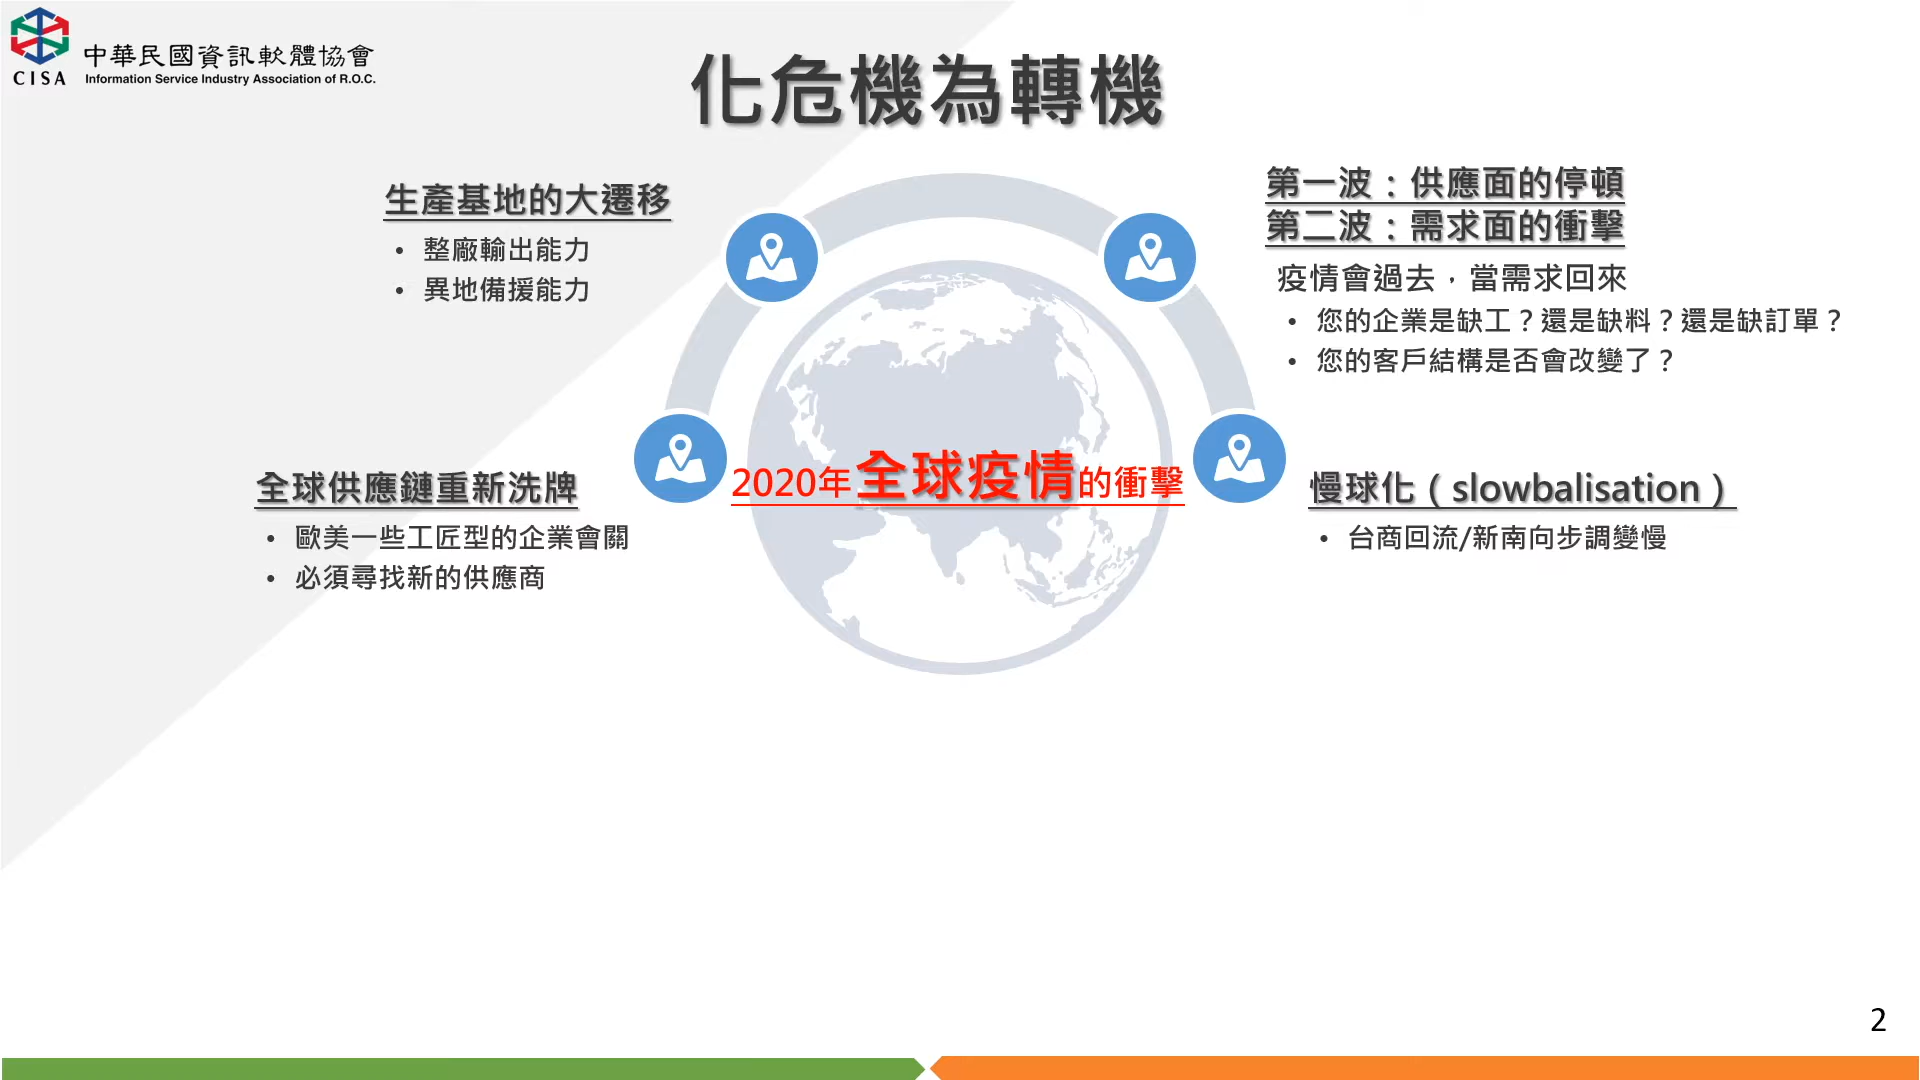 中華民國資訊軟體協會
CISA
Information Service Industry Association of R.O.C.
化危機為轉機
生產基地的大遷移
• 整廠輸出能力
• 異地備援能力
第一波：供應面的停頓
第二波：需求面的衝擊
疫情會過去，當需求回來
• 您的企業是缺工？還是缺料？還是缺訂單？
• 您的客戶結構是否會改變了？
2020年全球疫情的衝擊
全球供應鏈重新洗牌
• 歐美一些工匠型的企業會關
• 必須尋找新的供應商
慢球化（slowbalisation）
• 台商回流/新南向步調變慢
2